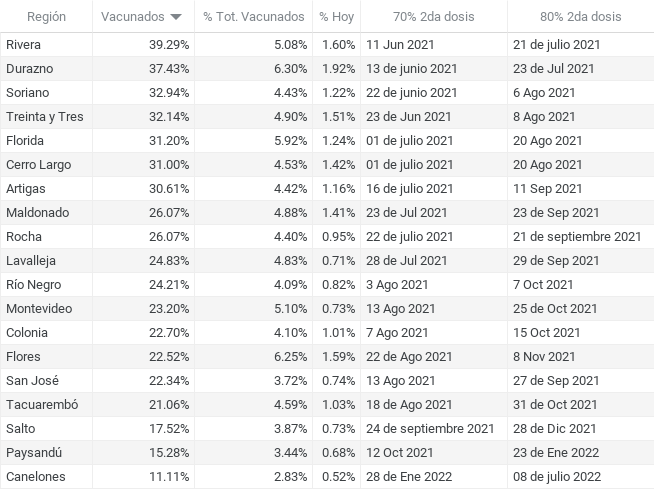 Región Vacunados % Tot. Vacunados % Hoy 70% 2da dosis 80% 2da dosis
Rivera 39.29% 5.08% 1.60% 11 Jun 2021 21 de julio 2021
Durazno 37.43% 6.30% 1.92% 13 de junio 2021 23 de Jul 2021
Soriano 32.94% 4.43% 1.22% 22 de junio 2021 6 Ago 2021
Treinta y Tres 32.14% 4.90% 1.51% 23 de Jun 2021 8 Ago 2021
Florida 31.20% 5.92% 1.24% 01 de julio 2021 20 Ago 2021
Cerro Largo 31.00% 4.53% 1.42% 01 de julio 2021 20 Ago 2021
Artigas 30.61% 4.42% 1.16% 16 de julio 2021 11 Sep 2021
Maldonado 26.07% 4.88% 1.41% 23 de Jul 2021 23 de Sep 2021
Rocha 26.07% 4.40% 0.95% 22 de julio 2021 21 de septiembre 2021
Lavalleja 24.83% 4.83% 0.71% 28 de Jul 2021 29 de Sep 2021
Río Negro 24.21% 4.09% 0.82% 3 Ago 2021 7 Oct 2021
Montevideo 23.20% 5.10% 0.73% 13 Ago 2021 25 de Oct 2021
Colonia 22.70% 4.10% 1.01% 7 Ago 2021 15 Oct 2021
Flores 22.52% 6.25% 1.59% 22 de Ago 2021 8 Nov 2021
San José 22.34% 3.72% 0.74% 13 Ago 2021 27 de Sep 2021
Tacuarembó 21.06% 4.59% 1.03% 18 de Ago 2021 31 de Oct 2021
Salto 17.52% 3.87% 0.73% 24 de septiembre 2021 28 de Dic 2021
Paysandú 15.28% 3.44% 0.68% 12 Oct 2021 23 de Ene 2022
Canelones 11.11% 2.83% 0.52% 28 de Ene 2022 08 de julio 2022